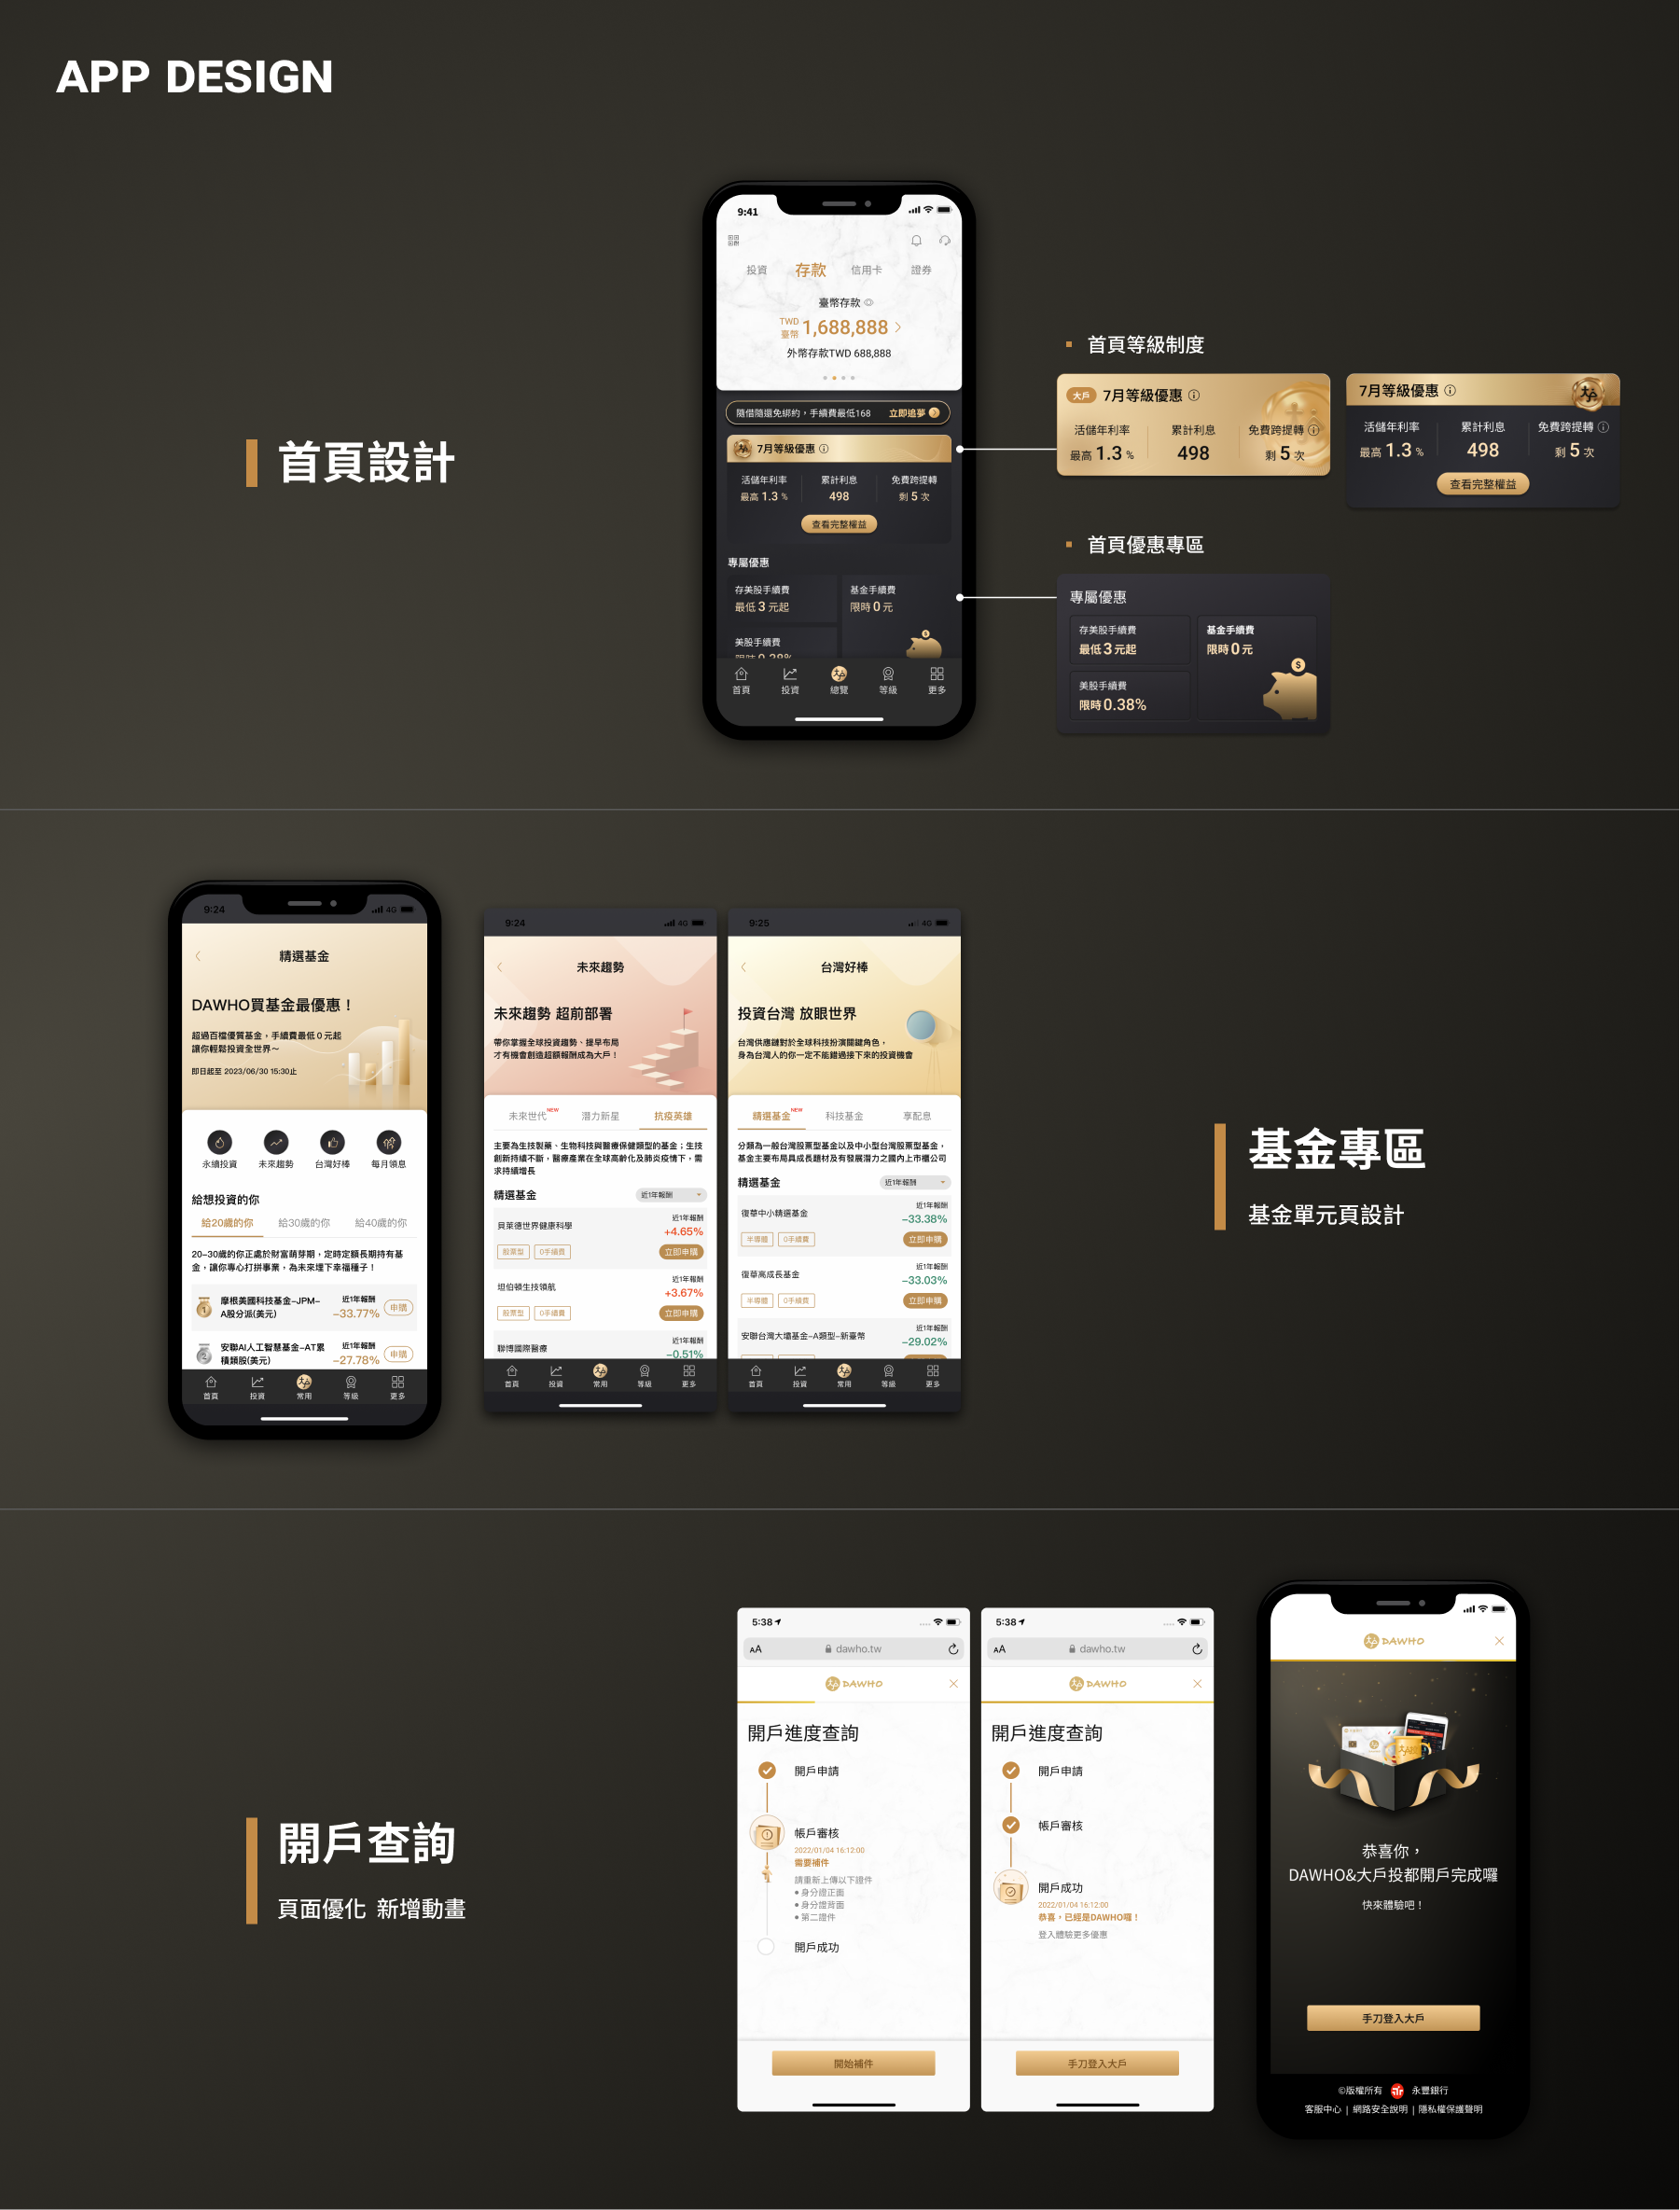 APP DESIGN
首頁設計
9:41
投資 存款 信用卡 證券
臺幣存款
TWD 臺幣 1,688,888
外幣存款TWD 688,888
隨借隨還免綁約，手續費最低168 立即追夢
7月等級優惠
活儲年利率 累計利息 免費跨提轉
最高 1.3 % 498 剩 5 次
查看完整權益
專屬優惠
存美股手續費 基金手續費
最低 3 元起 限時 0 元
美股手續費
限時 0.38%
首頁 投資 總覽 等級 更多
首頁等級制度
大戶 7月等級優惠
活儲年利率 累計利息 免費跨提轉
最高 1.3 % 498 剩 5 次
7月等級優惠
活儲年利率 累計利息 免費跨提轉
最高 1.3 % 498 剩 5 次
查看完整權益
首頁優惠專區
專屬優惠
存美股手續費 基金手續費
最低 3 元起 限時 0 元
美股手續費
限時 0.38%
9:24 4G
精選基金
DAWHO買基金最優惠！
超過百檔優質基金，手續費最低 0 元起
讓你輕鬆投資全世界～
即日起至 2023/06/30 15:30止
永續投資 未來趨勢 台灣好棒 每月領息
給想投資的你
給20歲的你 給30歲的你 給40歲的你
20-30歲的你正處於財富萌芽期，定時定額長期持有基
金，讓你專心打拼事業，為未來埋下幸福種子！
摩根美國科技基金-JPM- 近1年報酬 申購
A股分派(美元) -33.77%
安聯AI人工智慧基金-AT累 近1年報酬 申購
積類股(美元) -27.78%
首頁 投資 常用 等級 更多
9:24 4G
未來趨勢
未來趨勢 超前部署
帶你掌握全球投資趨勢、提早布局
才有機會創造超額報酬成為大戶！
未來世代 NEW 潛力新星 抗疫英雄
主要為生技製藥、生物科技與醫療保健類型的基金；生技
創新持續不斷，醫療產業在全球高齡化及肺炎疫情下，需
求持續增長
精選基金 近1年報酬
貝萊德世界健康科學 近1年報酬
+4.65%
股票型 0手續費 立即申購
坦伯頓生技領航 近1年報酬
+3.67%
股票型 0手續費 立即申購
聯博國際醫療 近1年報酬
-0.51%
首頁 投資 常用 等級 更多
9:25 4G
台灣好棒
投資台灣 放眼世界
台灣供應鏈對於全球科技扮演關鍵角色，
身為台灣人的你一定不能錯過接下來的投資機會
精選基金 NEW 科技基金 享配息
分類為一般台灣股票型基金以及中小型台灣股票型基金，
基金主要布局具成長題材及有發展潛力之國內上市櫃公司
精選基金 近1年報酬
復華中小精選基金 近1年報酬
-33.38%
半導體 0手續費 立即申購
復華高成長基金 近1年報酬
-33.03%
半導體 0手續費 立即申購
安聯台灣大壩基金-A類型-新臺幣 近1年報酬
-29.02%
首頁 投資 常用 等級 更多
基金專區
基金單元頁設計
開戶查詢
頁面優化 新增動畫
5:38
AA dawho.tw
大戶 DAWHO
開戶進度查詢
開戶申請
帳戶審核
2022/01/04 16:12:00
需要補件
請重新上傳以下證件
• 身分證正面
• 身分證背面
• 第二證件
開戶成功
開始補件
5:38
AA dawho.tw
大戶 DAWHO
開戶進度查詢
開戶申請
帳戶審核
開戶成功
2022/01/04 16:12:00
恭喜，已經是DAWHO囉！
登入體驗更多優惠
手刀登入大戶
大戶 DAWHO
恭喜你，
DAWHO&大戶投都開戶完成囉
快來體驗吧！
手刀登入大戶
©版權所有 永豐銀行
客服中心 | 網路安全說明 | 隱私權保護聲明